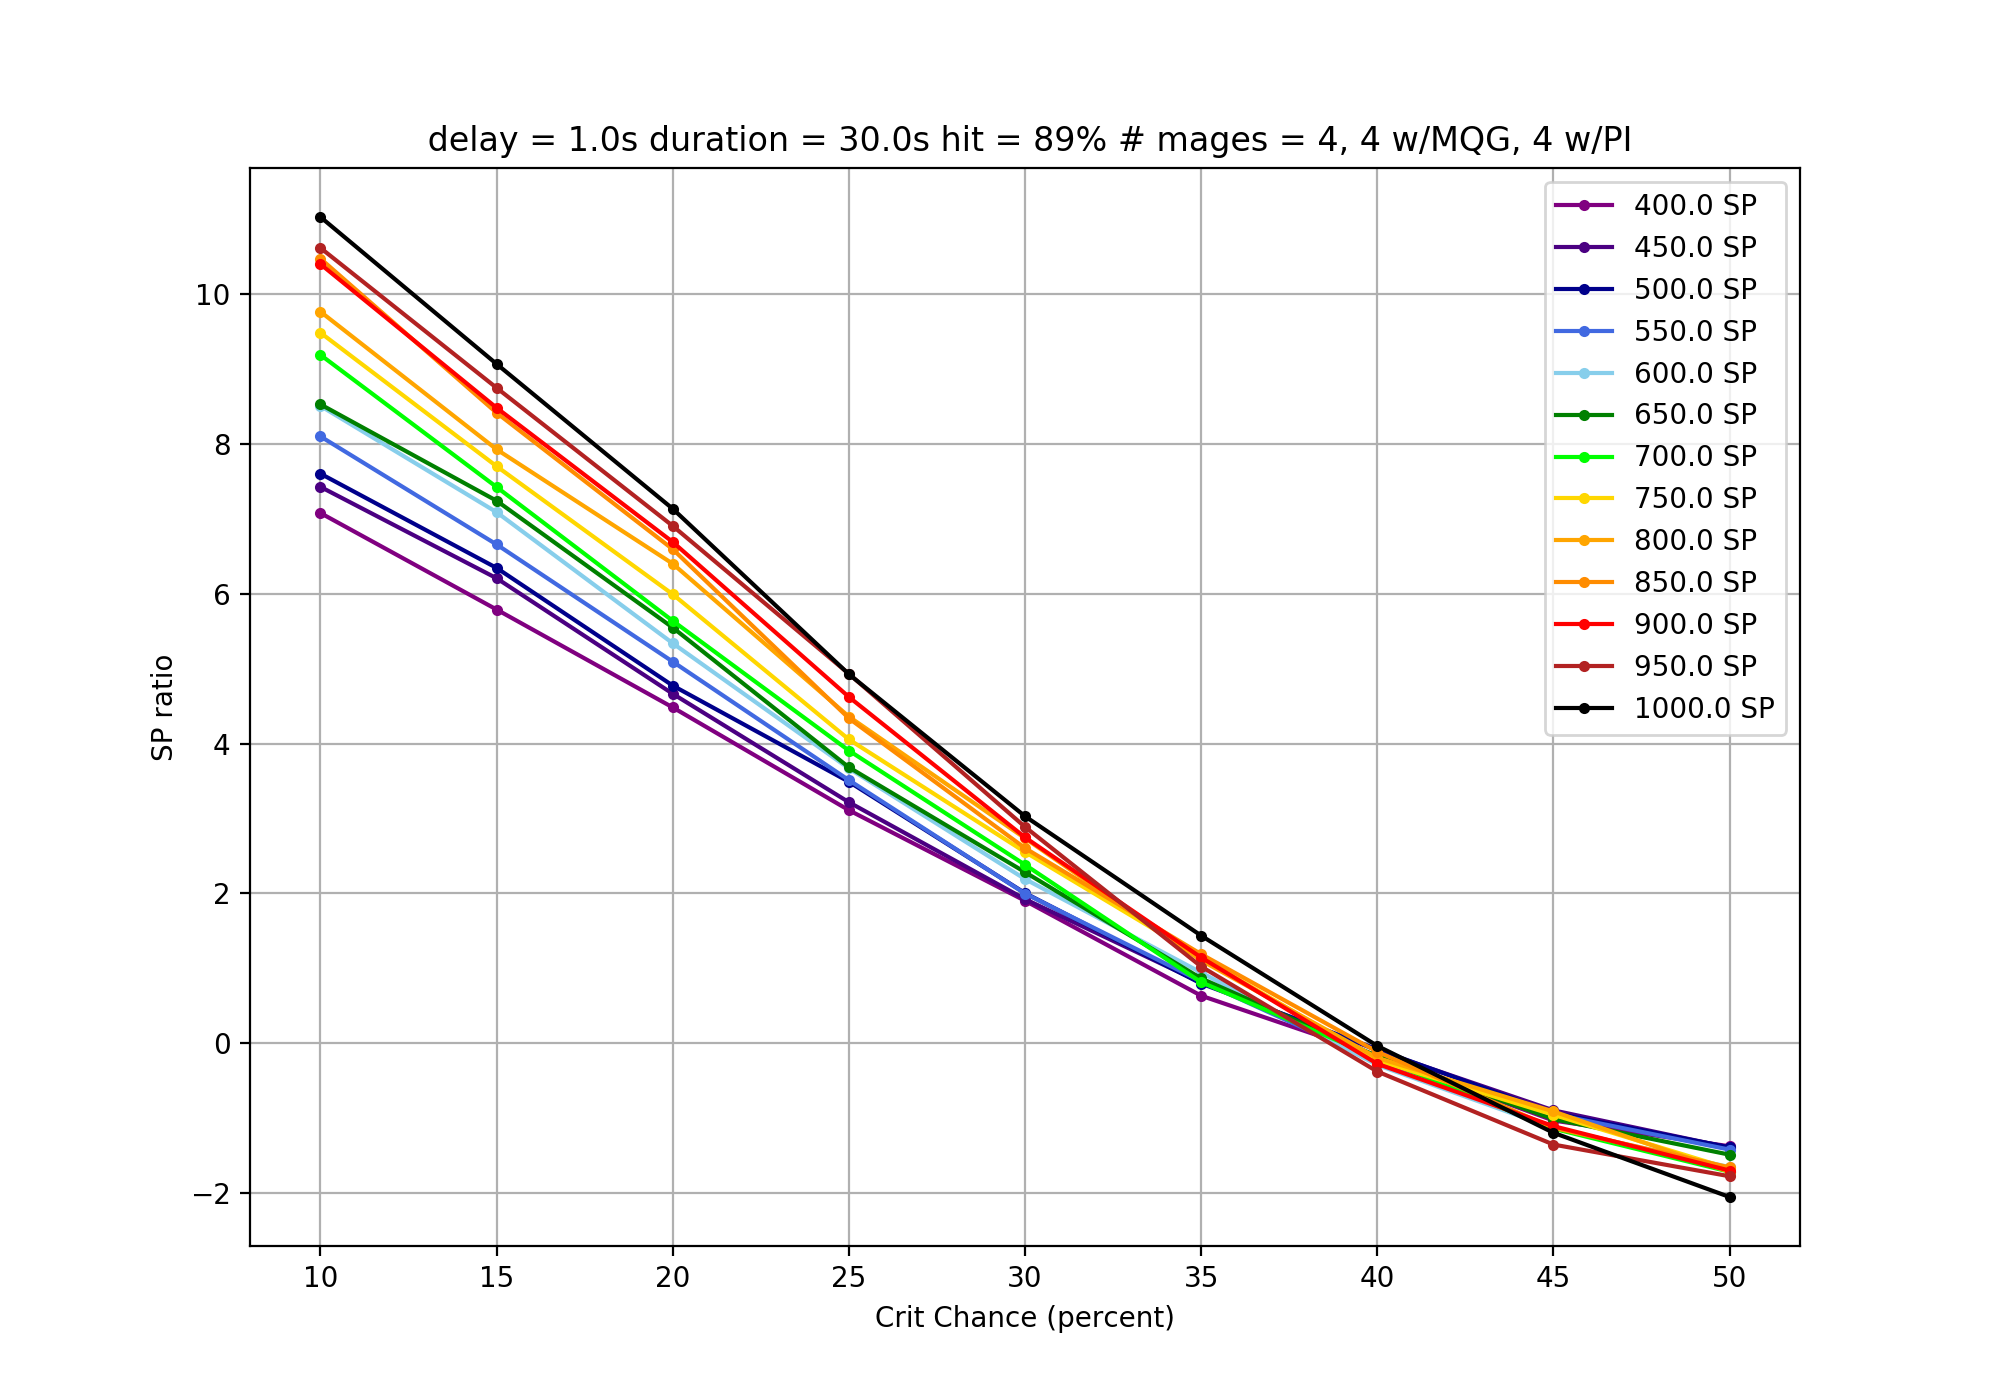 delay = 1.0s duration = 30.0s hit = 89% # mages = 4, 4 w/MQG, 4 w/PI
400.0 SP
450.0 SP
500.0 SP
550.0 SP
600.0 SP
650.0 SP
700.0 SP
750.0 SP
800.0 SP
850.0 SP
900.0 SP
950.0 SP
1000.0 SP
SP ratio
10
8
6
4
2
0
−2
10 15 20 25 30 35 40 45 50
Crit Chance (percent)